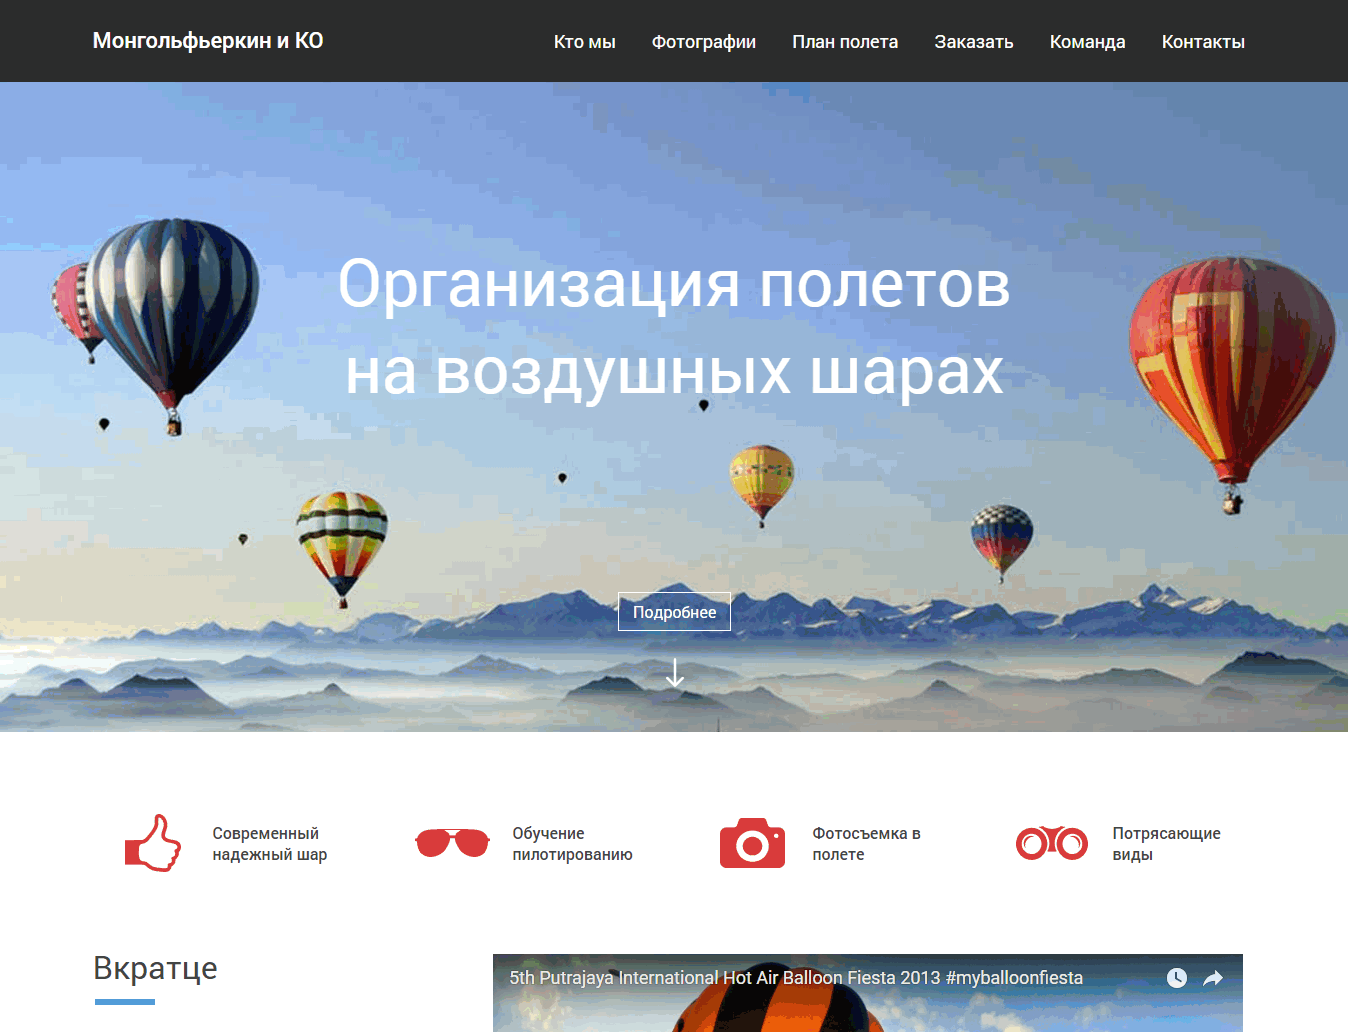 Монгольфьеркин и КО
Кто мы
Фотографии
План полета
Заказать
Команда
Контакты
Организация полетов
на воздушных шарах
Подробнее
Современный
надежный шар
Обучение
пилотированию
Фотосъемка в
полете
Потрясающие
виды
Вкратце
5th Putrajaya International Hot Air Balloon Fiesta 2013 #myballoonfiesta